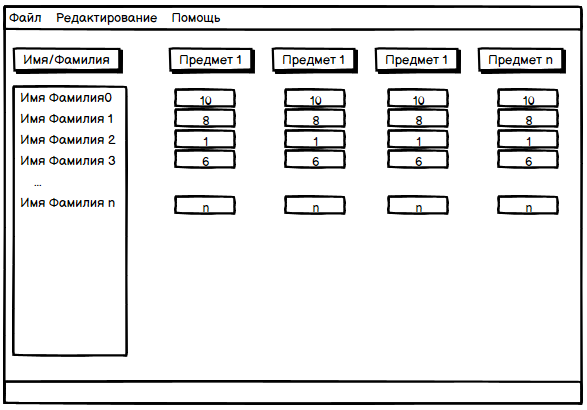 Файл Редактирование Помощь
Имя/Фамилия Предмет 1 Предмет 1 Предмет 1 Предмет n
Имя Фамилия0 10 10 10 10
Имя Фамилия 1 8 8 8 8
Имя Фамилия 2 1 1 1 1
Имя Фамилия 3 6 6 6 6
...
Имя Фамилия n n n n n